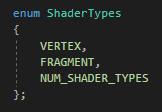 enum ShaderTypes
{
    VERTEX,
    FRAGMENT,
    NUM_SHADER_TYPES
};